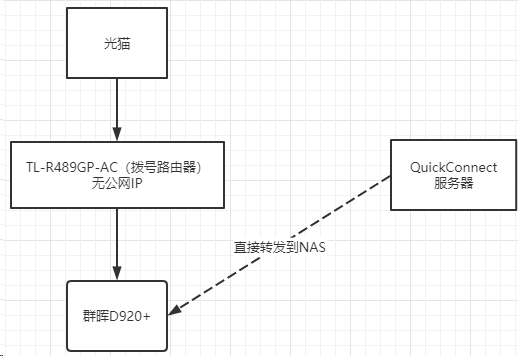 光猫
TL-R489GP-AC（拨号路由器）
无公网IP
QuickConnect
服务器
直接转发到NAS
群晖D920+